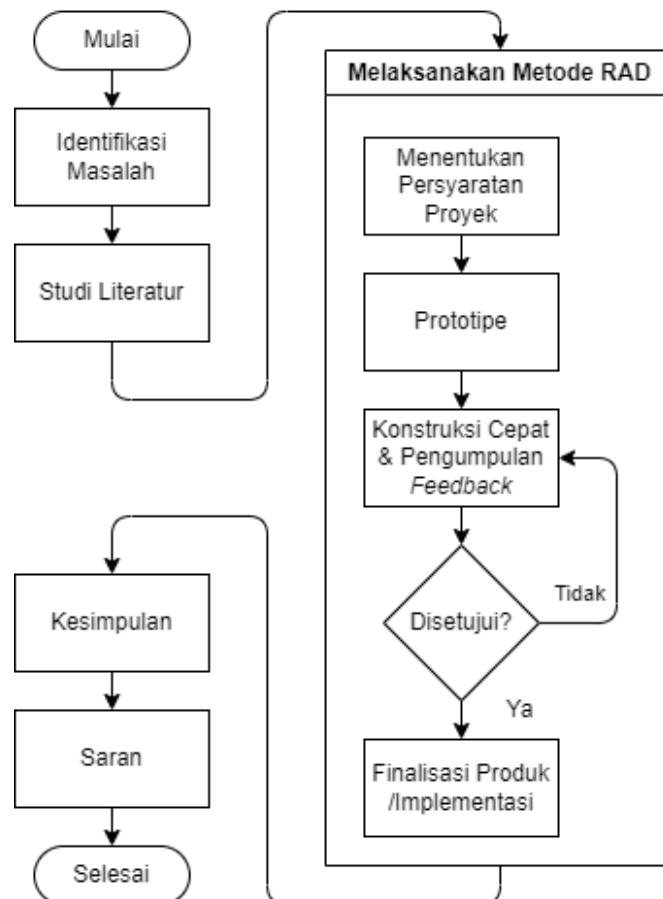 Mulai
Identifikasi
Masalah
Studi Literatur
Melaksanakan Metode RAD
Menentukan
Persyaratan
Proyek
Prototipe
Konstruksi Cepat
& Pengumpulan
Feedback
Disetujui?
Tidak
Ya
Finalisasi Produk
/Implementasi
Kesimpulan
Saran
Selesai